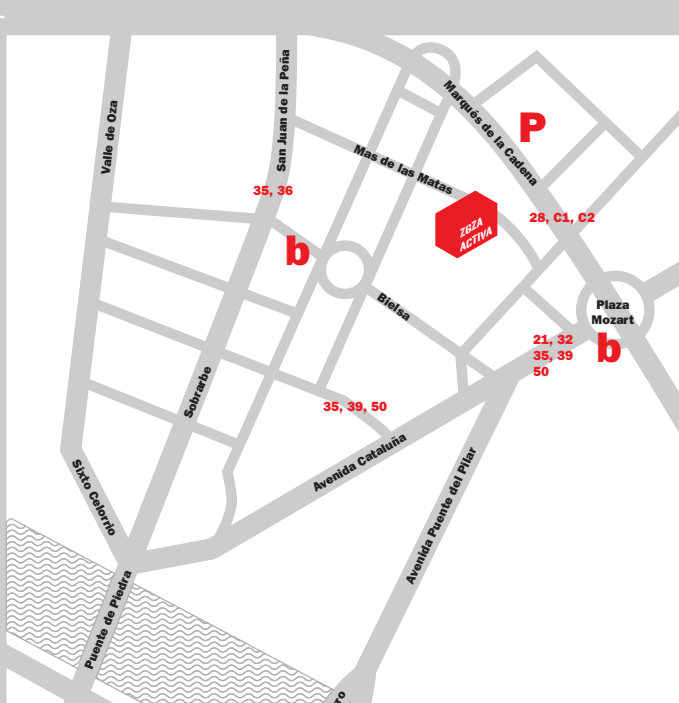 San Juan de la Peña
Marqués de la Cadena
Valle de Oza
P
Mas de las Matas
35, 36
28, C1, C2
ZGZA
ACTIVA
b
Bielsa
Plaza
Mozart
21, 32
35, 39
50
b
Sobrarbe
35, 39, 50
Avenida Cataluña
Sixto Celorrio
Avenida Puente del Pilar
Puente de Piedra
ro